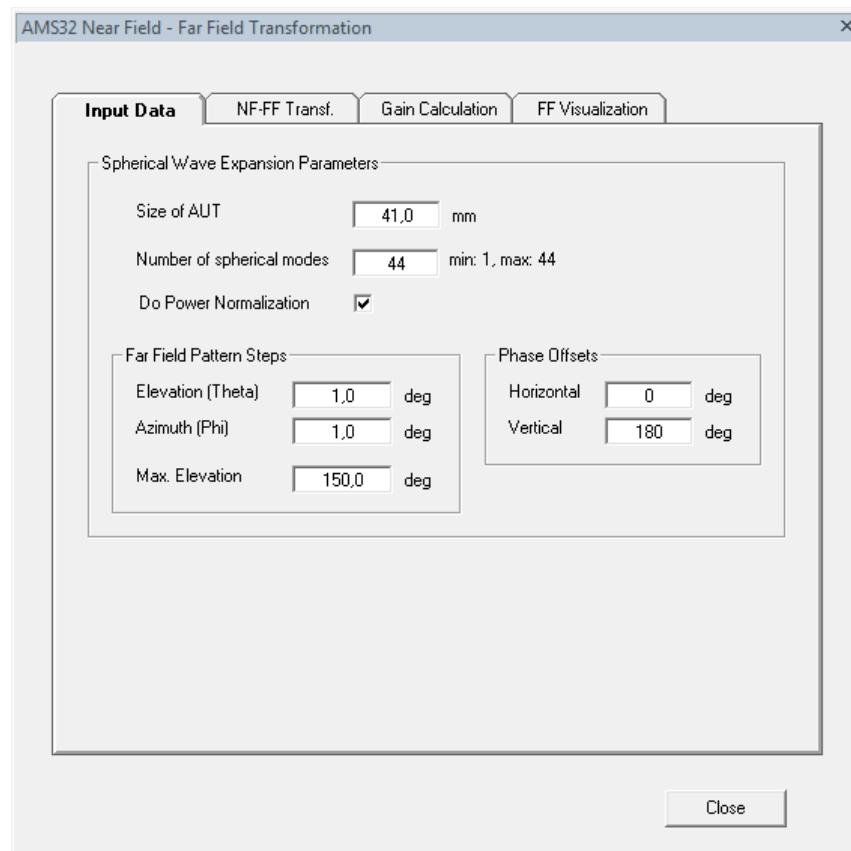 AMS32 Near Field - Far Field Transformation
Input Data NF-FF Transf. Gain Calculation FF Visualization
Spherical Wave Expansion Parameters
Size of AUT 41,0 mm
Number of spherical modes 44 min: 1, max: 44
Do Power Normalization
Far Field Pattern Steps
Elevation (Theta) 1,0 deg
Azimuth (Phi) 1,0 deg
Max. Elevation 150,0 deg
Phase Offsets
Horizontal 0 deg
Vertical 180 deg
Close